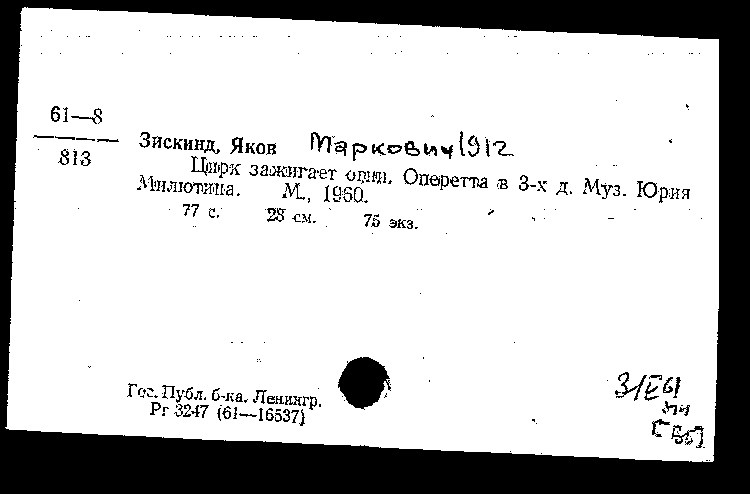 61—8
813
Зискинд, Яков Маркович 1912
Цирк зажигает огни. Оперетта в 3-х д. Муз. Юрия
Милютина. М., 1960.
77 с. 28 см. 75 экз.
Гос. Публ. б-ка. Ленингр.
Рг 3247 (61—16537)
3/E61